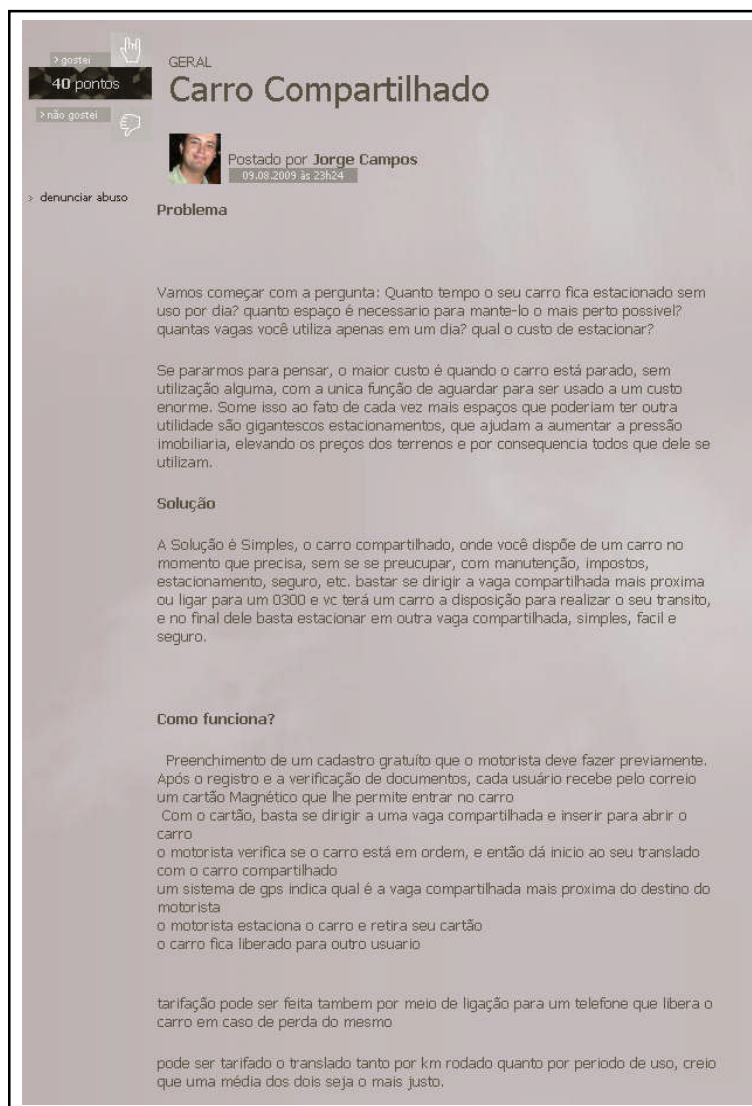 > gostei
40 pontos
> não gostei
> denunciar abuso
GERAL
Carro Compartilhado
Postado por Jorge Campos
09.08.2009 às 23h24
Problema
Vamos começar com a pergunta: Quanto tempo o seu carro fica estacionado sem
uso por dia? quanto espaço é necessario para mante-lo o mais perto possivel?
quantas vagas você utiliza apenas em um dia? qual o custo de estacionar?
Se pararmos para pensar, o maior custo é quando o carro está parado, sem
utilização alguma, com a unica função de aguardar para ser usado a um custo
enorme. Some isso ao fato de cada vez mais espaços que poderiam ter outra
utilidade são gigantescos estacionamentos, que ajudam a aumentar a pressão
imobiliaria, elevando os preços dos terrenos e por consequencia todos que dele se
utilizam.
Solução
A Solução é Simples, o carro compartilhado, onde você dispõe de um carro no
momento que precisa, sem se se preucupar, com manutenção, impostos,
estacionamento, seguro, etc. bastar se dirigir a vaga compartilhada mais proxima
ou ligar para um 0300 e vc terá um carro a disposição para realizar o seu transito,
e no final dele basta estacionar em outra vaga compartilhada, simples, facil e
seguro.
Como funciona?
Preenchimento de um cadastro gratuíto que o motorista deve fazer previamente.
Após o registro e a verificação de documentos, cada usuário recebe pelo correio
um cartão Magnético que lhe permite entrar no carro
Com o cartão, basta se dirigir a uma vaga compartilhada e inserir para abrir o
carro
o motorista verifica se o carro está em ordem, e então dá inicio ao seu translado
com o carro compartilhado
um sistema de gps indica qual é a vaga compartilhada mais proxima do destino do
motorista
o motorista estaciona o carro e retira seu cartão
o carro fica liberado para outro usuario
tarifação pode ser feita tambem por meio de ligação para um telefone que libera o
carro em caso de perda do mesmo
pode ser tarifado o translado tanto por km rodado quanto por periodo de uso, creio
que uma média dos dois seja o mais justo.